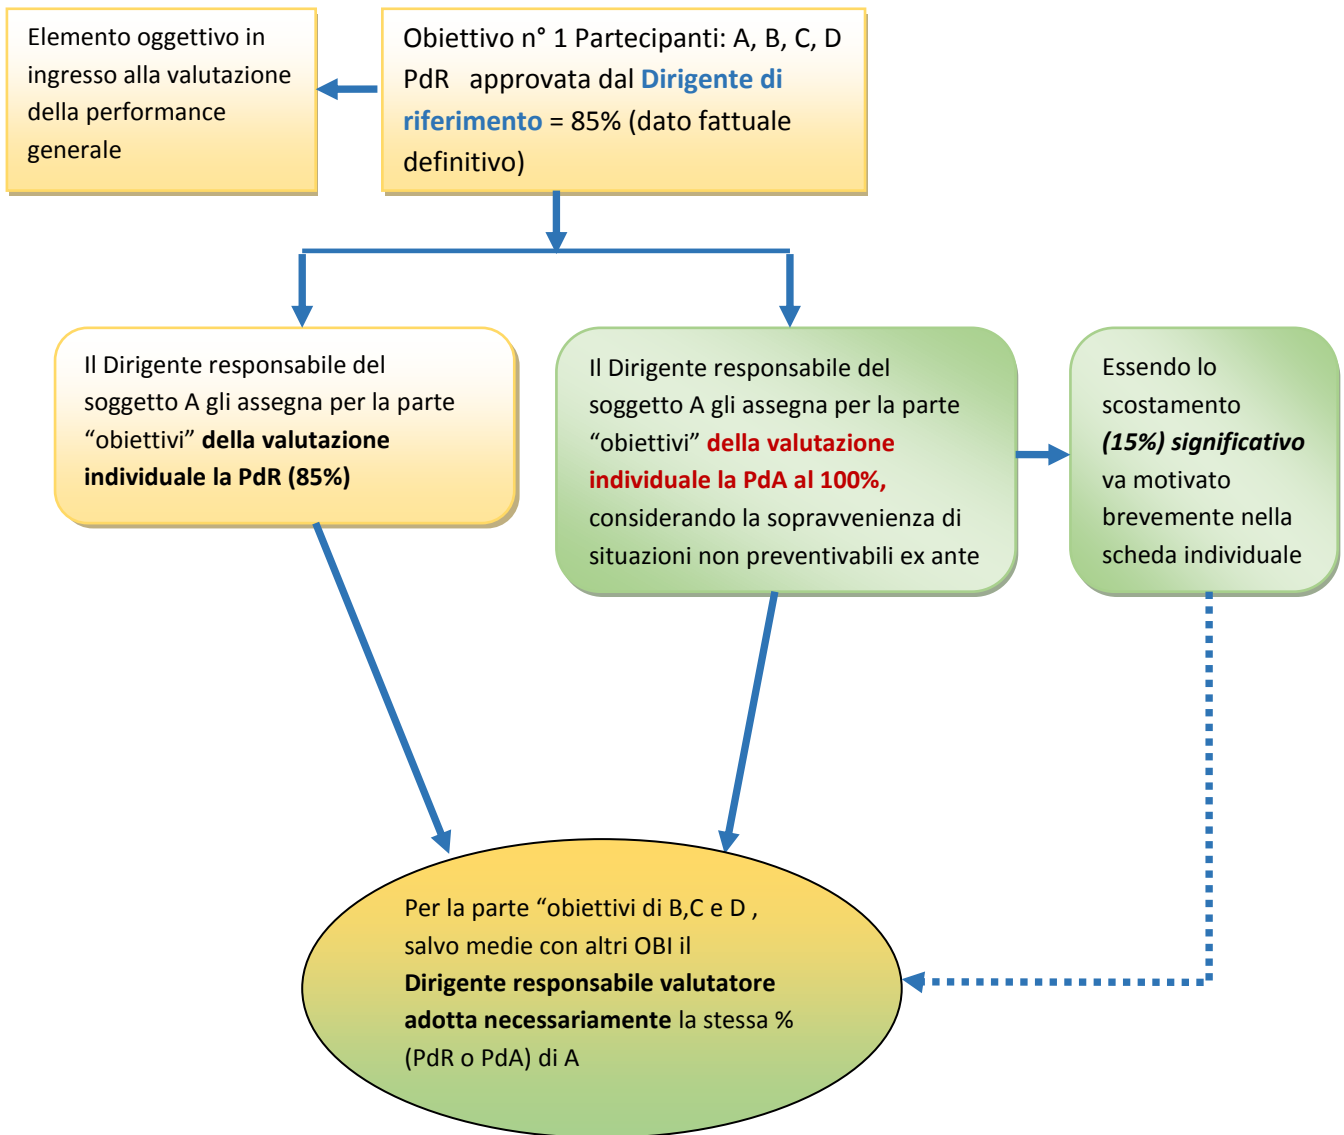 Elemento oggettivo in
ingresso alla valutazione
della performance
generale
Obiettivo n° 1 Partecipanti: A, B, C, D
PdR approvata dal Dirigente di
riferimento = 85% (dato fattuale
definitivo)
Il Dirigente responsabile del
soggetto A gli assegna per la parte
“obiettivi” della valutazione
individuale la PdR (85%)
Il Dirigente responsabile del
soggetto A gli assegna per la parte
“obiettivi” della valutazione
individuale la PdA al 100%,
considerando la sopravvenienza di
situazioni non preventivabili ex ante
Essendo lo
scostamento
(15%) significativo
va motivato
brevemente nella
scheda individuale
Per la parte “obiettivi di B,C e D ,
salvo medie con altri OBI il
Dirigente responsabile valutatore
adotta necessariamente la stessa %
(PdR o PdA) di A